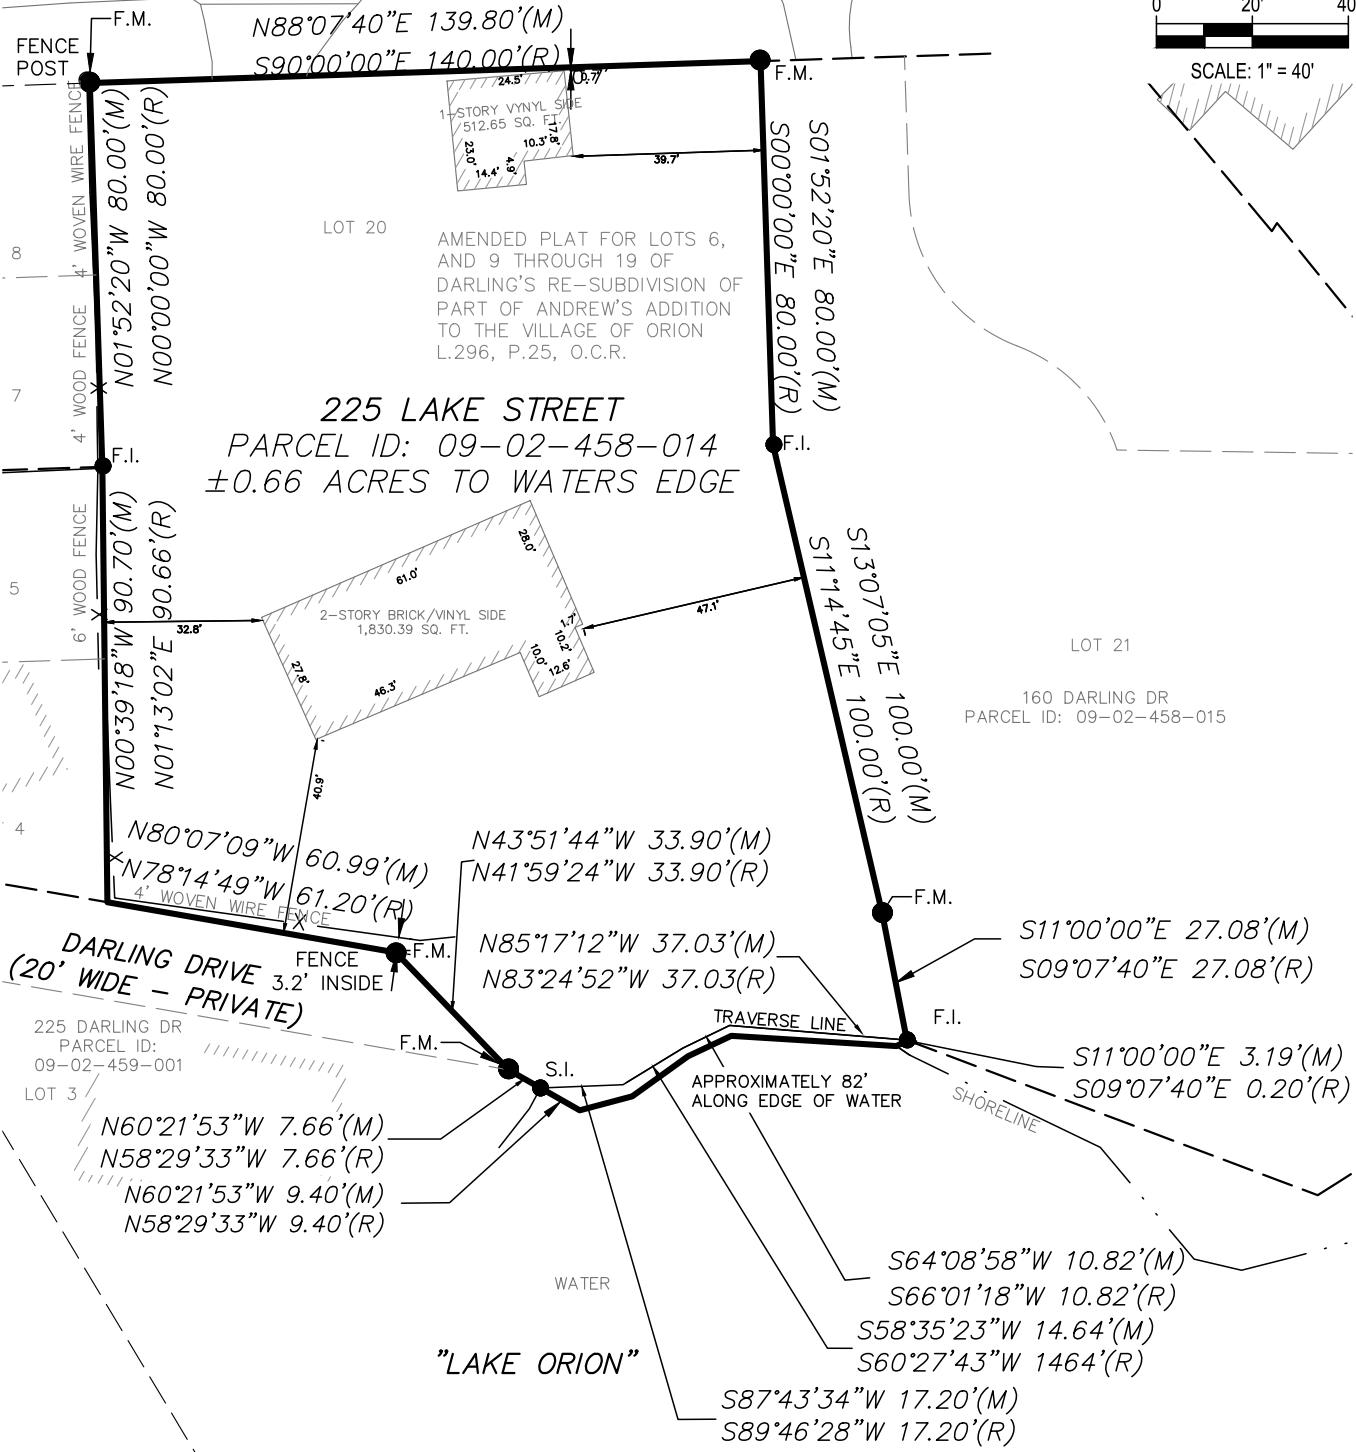 F.M.
FENCE
POST
N88°07'40"E 139.80'(M)
S90°00'00"E 140.00'(R)
0 20' 40
SCALE: 1" = 40'
F.M.
24.5'
0.7'
1-STORY VYNYL SIDE
512.65 SQ. FT.
17.8'
10.3'
23.0'
14.4'
4.9'
39.7'
4' WOVEN WIRE FENCE
N01°52'20"W 80.00'(M)
N00°00'00"W 80.00'(R)
S01°52'20"E 80.00'(M)
S00°00'00"E 80.00'(R)
LOT 20
AMENDED PLAT FOR LOTS 6,
AND 9 THROUGH 19 OF
DARLING'S RE-SUBDIVISION OF
PART OF ANDREW'S ADDITION
TO THE VILLAGE OF ORION
L.296, P.25, O.C.R.
8
7
4' WOOD FENCE
225 LAKE STREET
PARCEL ID: 09-02-458-014
±0.66 ACRES TO WATERS EDGE
F.I.
F.I.
6' WOOD FENCE
N00°39'18"W 90.70'(M)
N01°13'02"E 90.66'(R)
5
4
32.8'
61.0'
28.0'
2-STORY BRICK/VINYL SIDE
1,830.39 SQ. FT.
27.8'
46.3'
1.7'
10.2'
10.0'
12.6'
47.1'
S13°07'05"E 100.00'(M)
S11°14'45"E 100.00'(R)
LOT 21
160 DARLING DR
PARCEL ID: 09-02-458-015
40.9'
N80°07'09"W 60.99'(M)
N78°14'49"W 61.20'(R)
4' WOVEN WIRE FENCE
N43°51'44"W 33.90'(M)
N41°59'24"W 33.90'(R)
F.M.
S11°00'00"E 27.08'(M)
S09°07'40"E 27.08'(R)
DARLING DRIVE
(20' WIDE - PRIVATE)
F.M.
FENCE
3.2' INSIDE
N85°17'12"W 37.03'(M)
N83°24'52"W 37.03(R)
TRAVERSE LINE
F.I.
225 DARLING DR
PARCEL ID:
09-02-459-001
LOT 3
F.M.
S.I.
APPROXIMATELY 82'
ALONG EDGE OF WATER
SHORELINE
S11°00'00"E 3.19'(M)
S09°07'40"E 0.20'(R)
N60°21'53"W 7.66'(M)
N58°29'33"W 7.66'(R)
N60°21'53"W 9.40'(M)
N58°29'33"W 9.40'(R)
WATER
"LAKE ORION"
S64°08'58"W 10.82'(M)
S66°01'18"W 10.82'(R)
S58°35'23"W 14.64'(M)
S60°27'43"W 1464'(R)
S87°43'34"W 17.20'(M)
S89°46'28"W 17.20'(R)